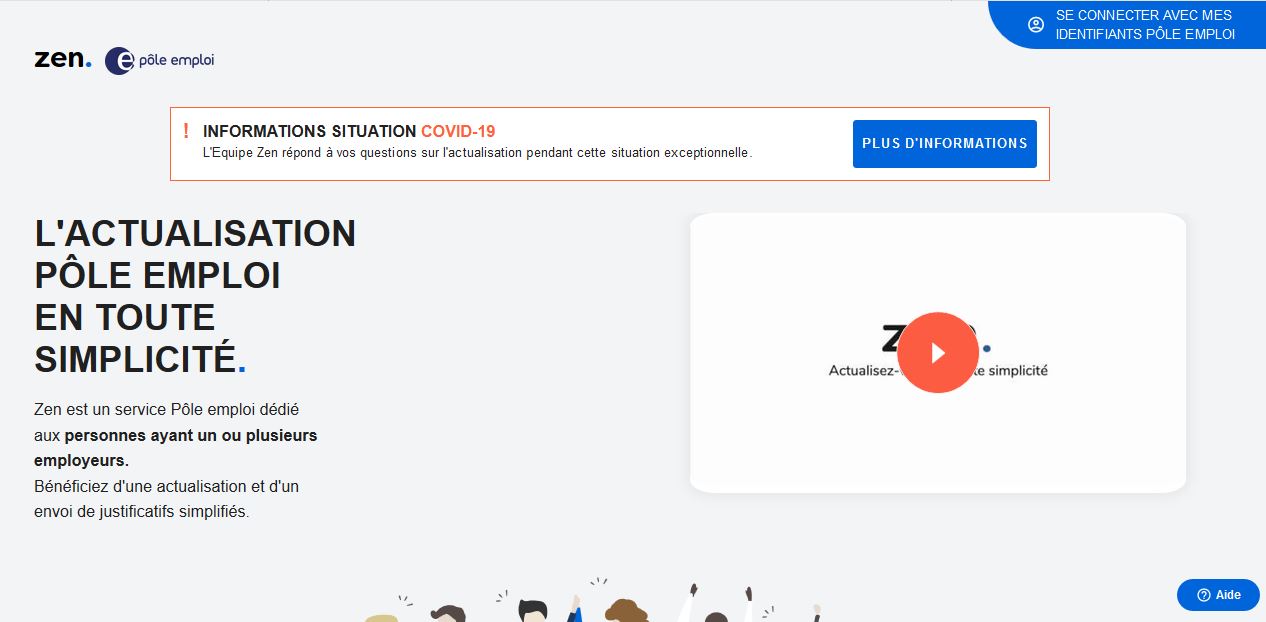 SE CONNECTER AVEC MES
IDENTIFIANTS PÔLE EMPLOI
zen.
pôle emploi
! INFORMATIONS SITUATION COVID-19
L'Equipe Zen répond à vos questions sur l'actualisation pendant cette situation exceptionnelle.
PLUS D'INFORMATIONS
L'ACTUALISATION
PÔLE EMPLOI
EN TOUTE
SIMPLICITÉ.
Zen est un service Pôle emploi dédié
aux personnes ayant un ou plusieurs
employeurs.
Bénéficiez d'une actualisation et d'un
envoi de justificatifs simplifiés.
Actualisez- simplicité
Aide